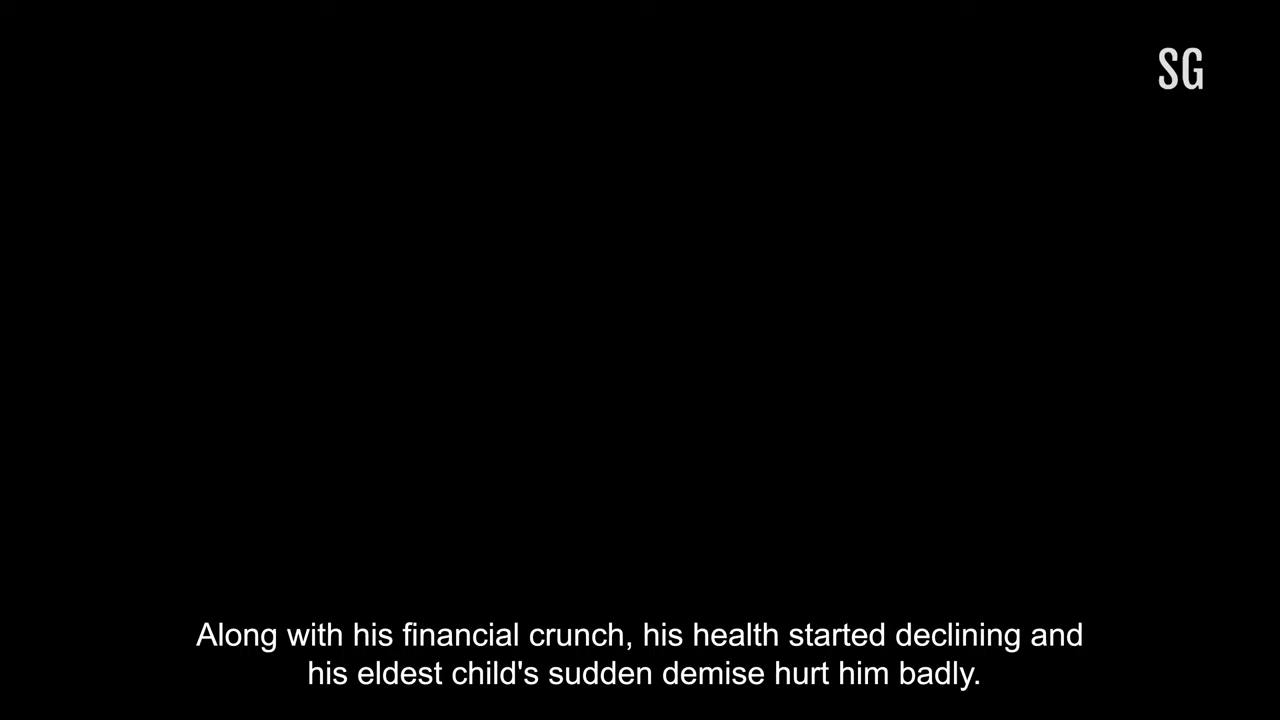 SG
Along with his financial crunch, his health started declining and
his eldest child's sudden demise hurt him badly.